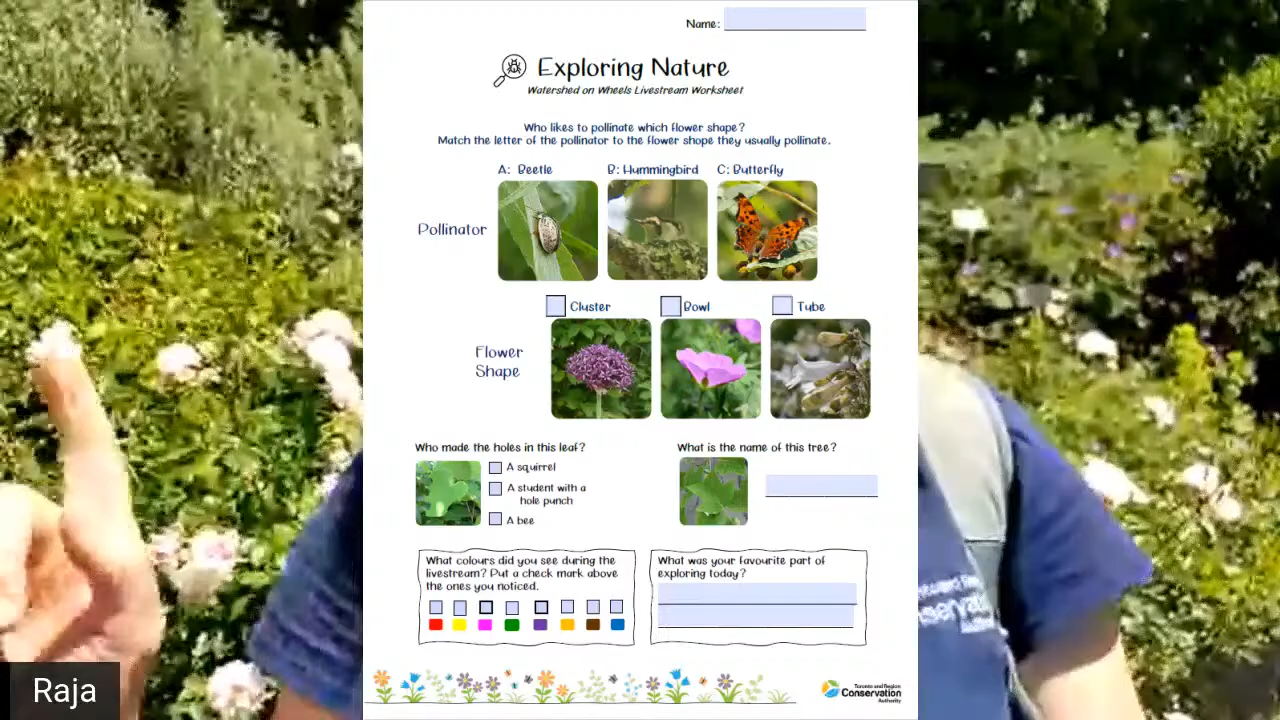 Name:
Exploring Nature
Watershed on Wheels Livestream Worksheet
Who likes to pollinate which flower shape?
Match the letter of the pollinator to the flower shope they usually pollinate.
A: Beetle
B: Hummingbird
C: Butterfly
Pollinator
Cluster
Bowl
Tube
Flower
Shape
Who made the holes in this leaf?
A squirrel
A student with a
hole punch
A bee
What is the name of this tree?
What colours did you see during the
livestream? Put a check mark above
the ones you noticed.
What was your favourite part of
exploring today?
Toronto and Region
Conservation
Authority
Raja